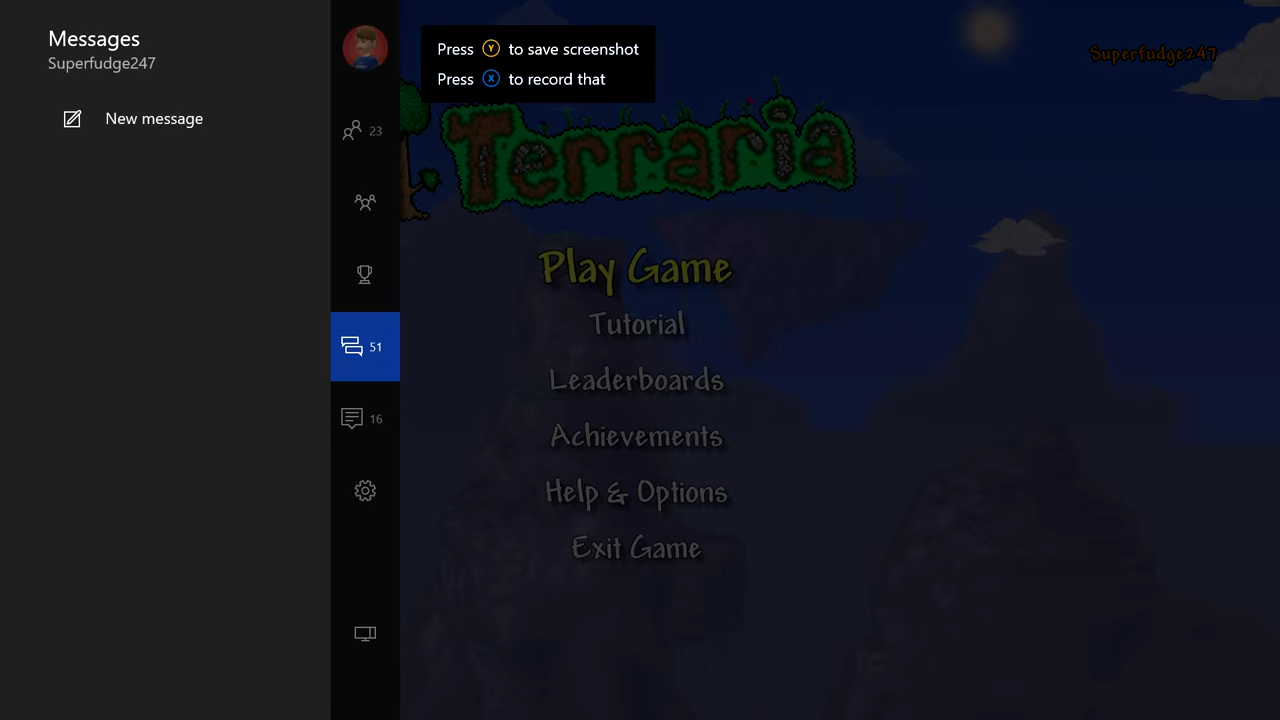 Messages
Superfudge247
New message
23
51
16
Press Y to save screenshot
Press X to record that
Superfudge247
Terraria
Play Game
Tutorial
Leaderboards
Achievements
Help & Options
Exit Game